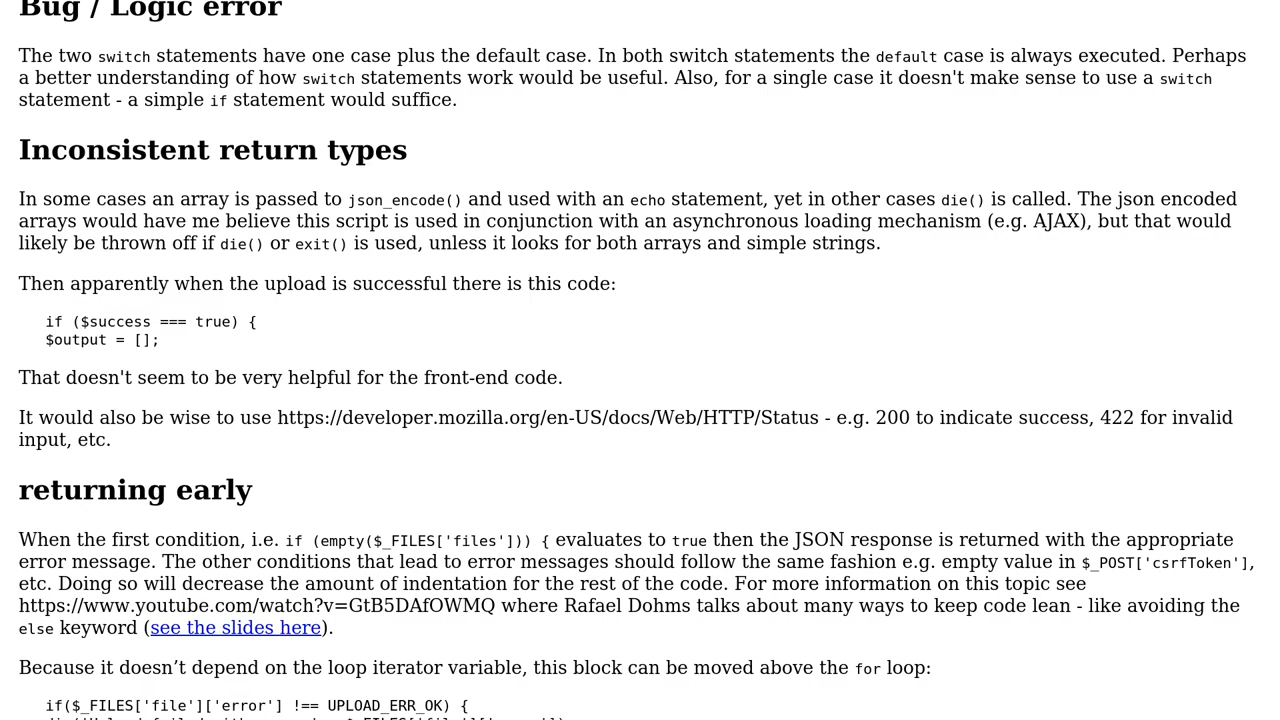 Bug / Logic error
The two switch statements have one case plus the default case. In both switch statements the default case is always executed. Perhaps
a better understanding of how switch statements work would be useful. Also, for a single case it doesn't make sense to use a switch
statement - a simple if statement would suffice.
Inconsistent return types
In some cases an array is passed to json_encode() and used with an echo statement, yet in other cases die() is called. The json encoded
arrays would have me believe this script is used in conjunction with an asynchronous loading mechanism (e.g. AJAX), but that would
likely be thrown off if die() or exit() is used, unless it looks for both arrays and simple strings.
Then apparently when the upload is successful there is this code:
if ($success === true) {
$output = [];
That doesn't seem to be very helpful for the front-end code.
It would also be wise to use https://developer.mozilla.org/en-US/docs/Web/HTTP/Status - e.g. 200 to indicate success, 422 for invalid
input, etc.
returning early
When the first condition, i.e. if (empty($_FILES['files'])) { evaluates to true then the JSON response is returned with the appropriate
error message. The other conditions that lead to error messages should follow the same fashion e.g. empty value in $_POST['csrfToken'],
etc. Doing so will decrease the amount of indentation for the rest of the code. For more information on this topic see
https://www.youtube.com/watch?v=GtB5DAfOWMQ where Rafael Dohms talks about many ways to keep code lean - like avoiding the
else keyword (see the slides here).
Because it doesn’t depend on the loop iterator variable, this block can be moved above the for loop:
if($_FILES['file']['error'] !== UPLOAD_ERR_OK) {